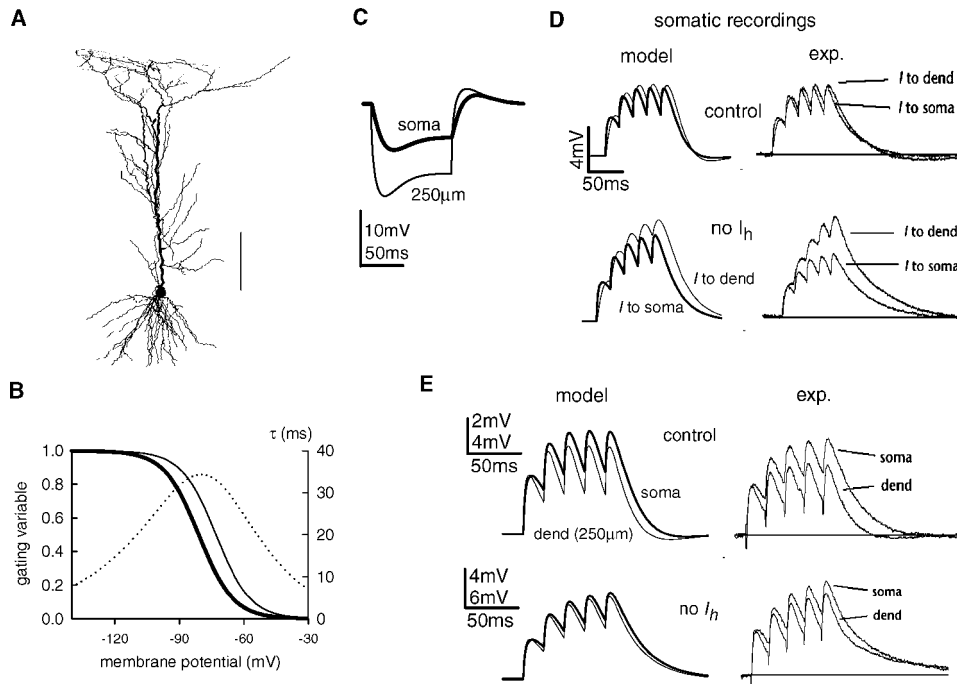 A
B
τ (ms)
1.0
0.8
0.6
0.4
0.2
0.0
gating variable
40
30
20
10
0
-120
-90
-60
-30
membrane potential (mV)
C
soma
250μm
10mV
50ms
D
somatic recordings
model
exp.
control
I to dend
I to soma
4mV
50ms
no Ih
I to dend
I to soma
I to dend
I to soma
E
model
exp.
2mV
4mV
50ms
control
soma
dend (250μm)
soma
dend
4mV
6mV
50ms
no Ih
soma
dend